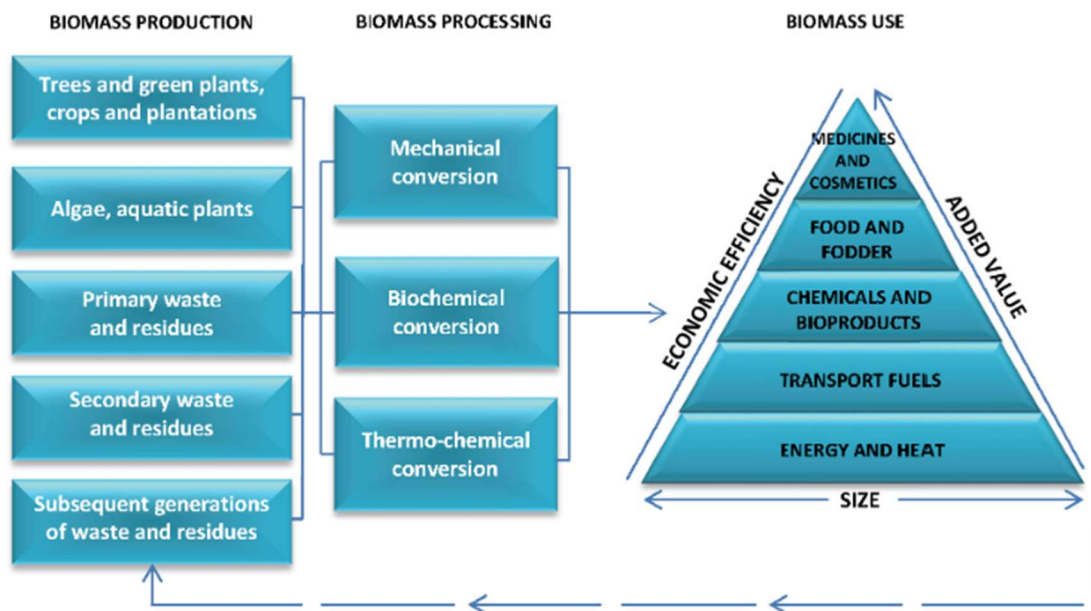 BIOMASS PRODUCTION
Trees and green plants,
crops and plantations
Algae, aquatic plants
Primary waste
and residues
Secondary waste
and residues
Subsequent generations
of waste and residues
BIOMASS PROCESSING
Mechanical
conversion
Biochemical
conversion
Thermo-chemical
conversion
BIOMASS USE
ECONOMIC EFFICIENCY
MEDICINES
AND
COSMETICS
FOOD AND
FODDER
CHEMICALS AND
BIOPRODUCTS
TRANSPORT FUELS
ENERGY AND HEAT
ADDED VALUE
SIZE